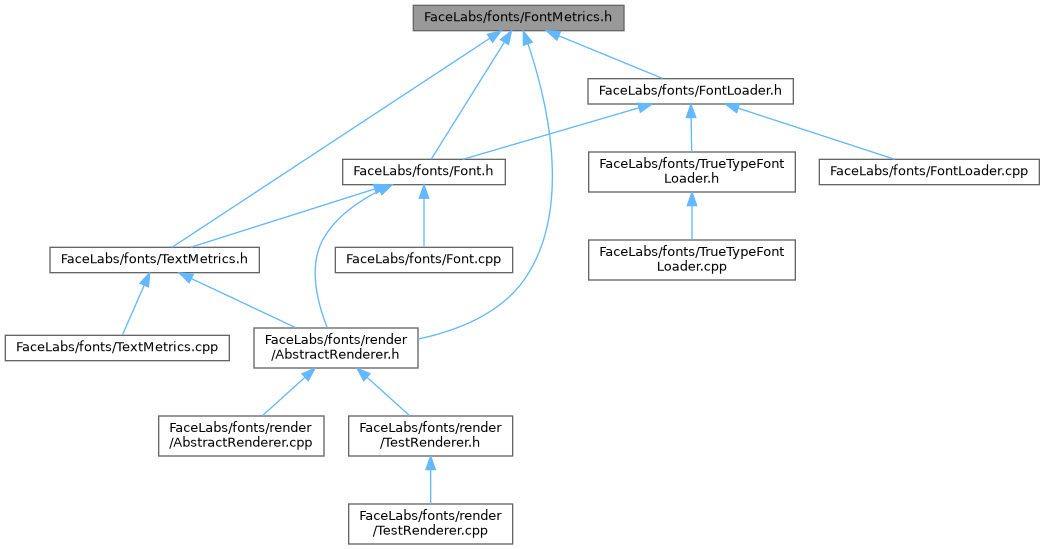 FaceLabs/fonts/FontMetrics.h
FaceLabs/fonts/FontLoader.h
FaceLabs/fonts/Font.h
FaceLabs/fonts/TrueTypeFont
Loader.h
FaceLabs/fonts/FontLoader.cpp
FaceLabs/fonts/TextMetrics.h
FaceLabs/fonts/Font.cpp
FaceLabs/fonts/TrueTypeFont
Loader.cpp
FaceLabs/fonts/TextMetrics.cpp
FaceLabs/fonts/render
/AbstractRenderer.h
FaceLabs/fonts/render
/AbstractRenderer.cpp
FaceLabs/fonts/render
/TestRenderer.h
FaceLabs/fonts/render
/TestRenderer.cpp